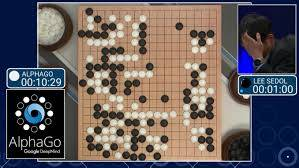 ALPHAGO
00:10:29
LEE SEDOL
00:01:00
AlphaGo
Google DeepMind